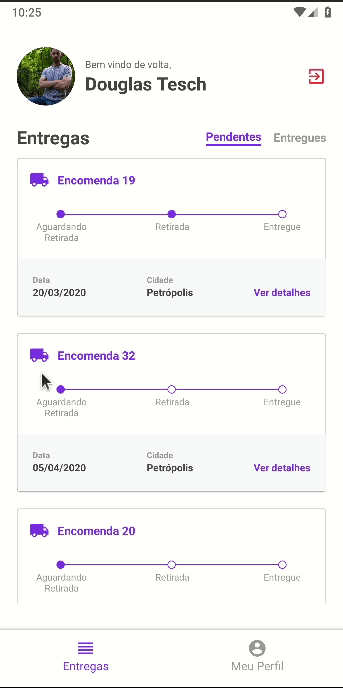 10:25
Bem vindo de volta,
Douglas Tesch
Entregas
Pendentes
Entregues
Encomenda 19
Aguardando
Retirada
Retirada
Entregue
Data
Cidade
20/03/2020
Petrópolis
Ver detalhes
Encomenda 32
Aguardando
Retirada
Retirada
Entregue
Data
Cidade
05/04/2020
Petrópolis
Ver detalhes
Encomenda 20
Aguardando
Retirada
Retirada
Entregue
Entregas
Meu Perfil